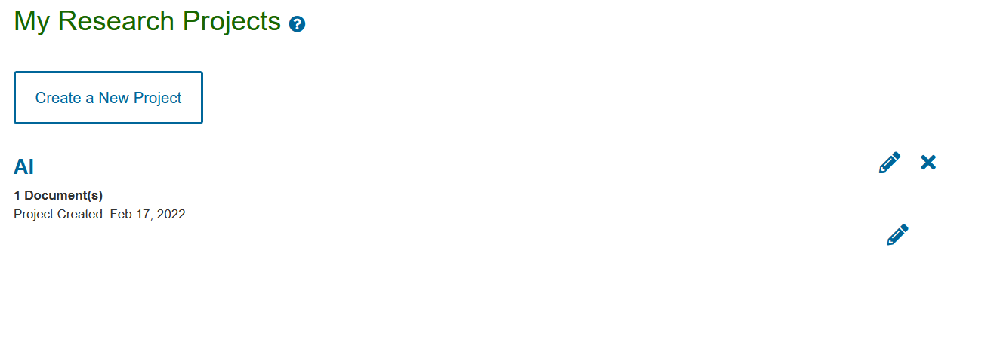 My Research Projects
Create a New Project
AI
1 Document(s)
Project Created: Feb 17, 2022